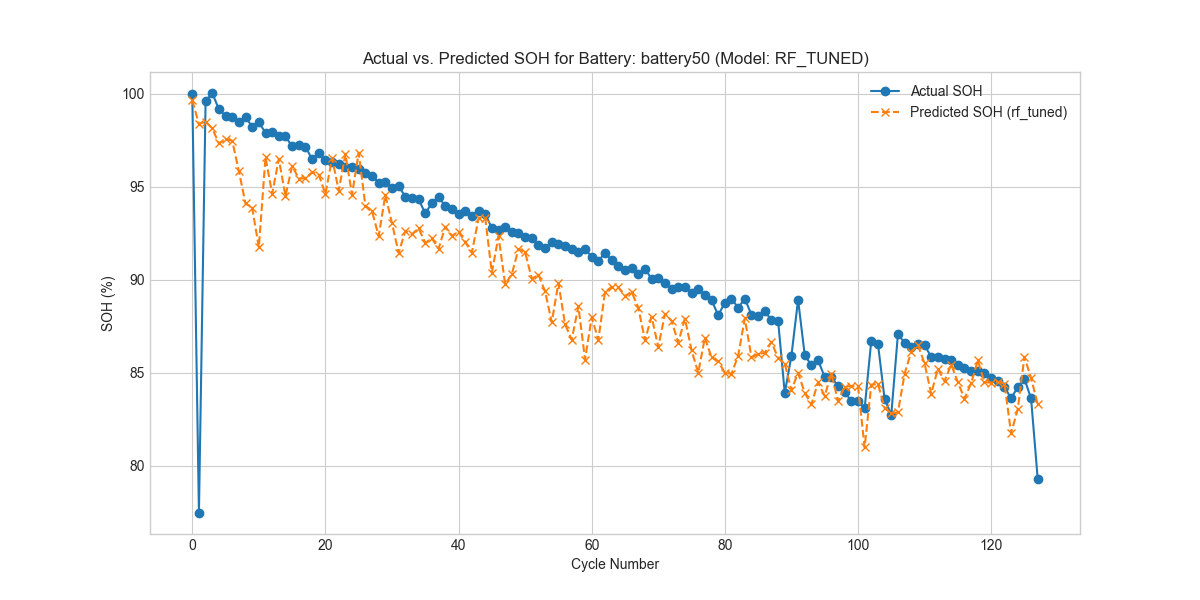 Actual vs. Predicted SOH for Battery: battery50 (Model: RF_TUNED)
Actual SOH
Predicted SOH (rf_tuned)
SOH (%)
100
95
90
85
80
0 20 40 60 80 100 120
Cycle Number